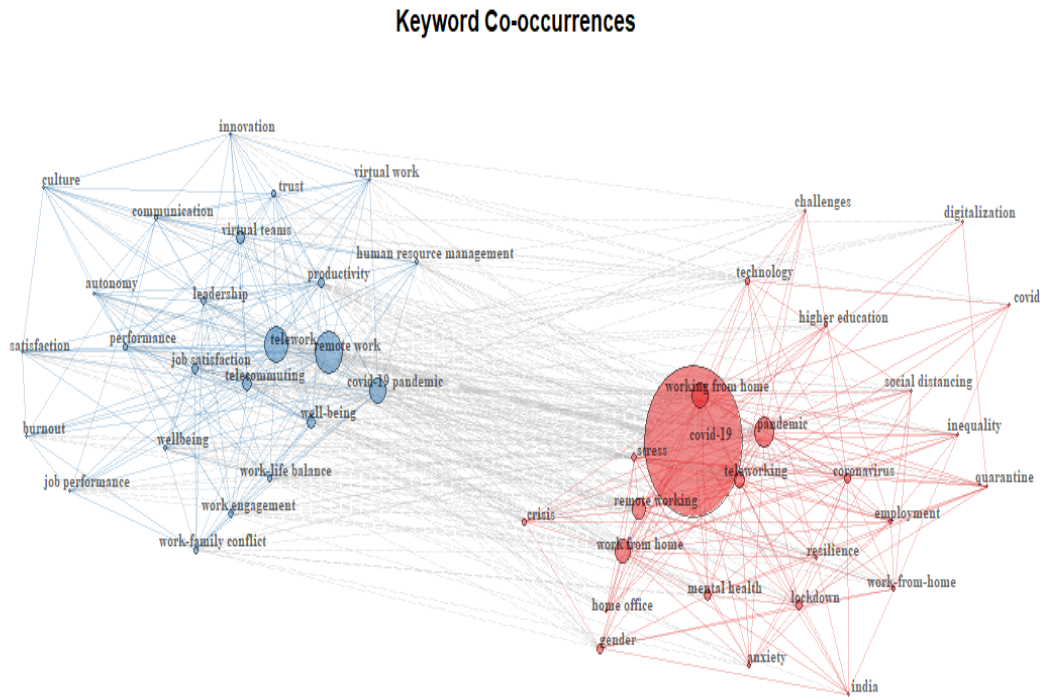 Keyword Co-occurrences
innovation
culture
trust
virtual work
communication
virtual teams
human resource management
productivity
autonomy
leadership
performance
telework
remote work
satisfaction
job satisfaction
telecommuting
covid-19 pandemic
well-being
burnout
wellbeing
work-life balance
job performance
work engagement
work-family conflict
challenges
digitalization
technology
covid
higher education
working from home
social distancing
pandemic
covid-19
inequality
stress
teleworking
coronavirus
quarantine
remote working
crisis
employment
work from home
resilience
work-from-home
mental health
lockdown
home office
gender
anxiety
india